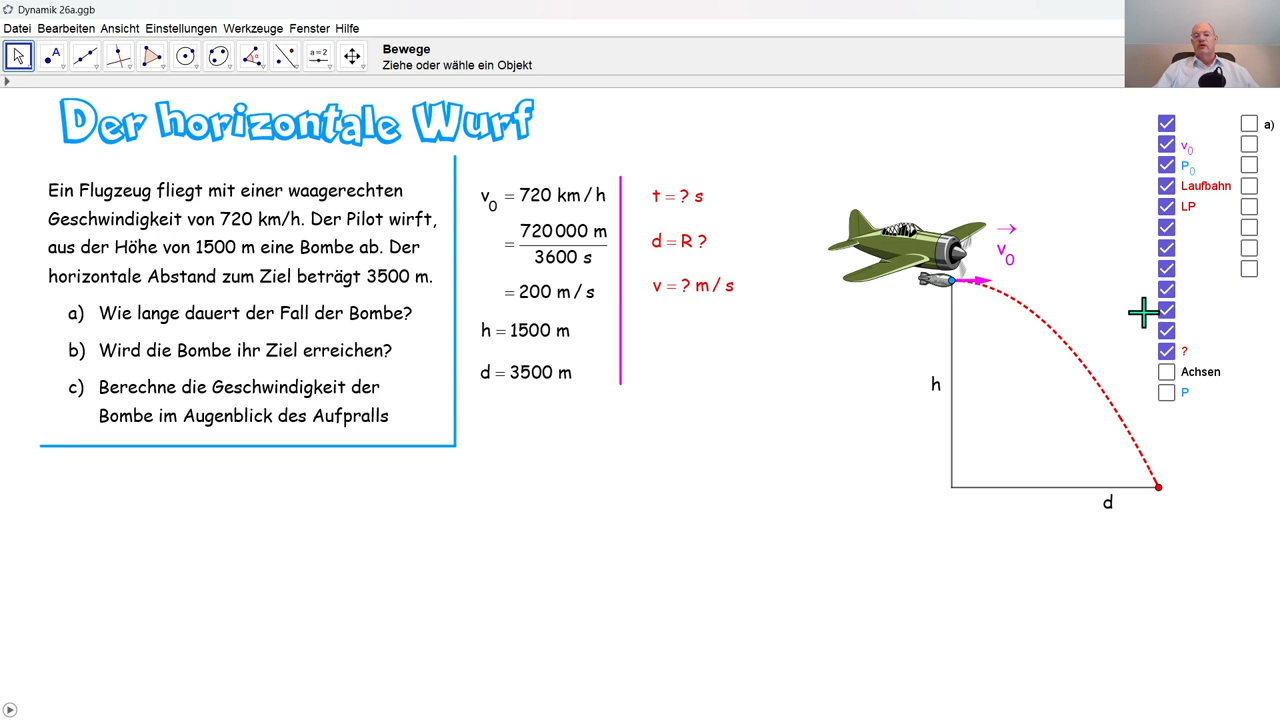 Dynamik 26a.ggb
Datei Bearbeiten Ansicht Einstellungen Werkzeuge Fenster Hilfe
A
a=2
Bewege
Ziehe oder wähle ein Objekt
Der horizontale Wurf
Ein Flugzeug fliegt mit einer waagerechten
Geschwindigkeit von 720 km/h. Der Pilot wirft,
aus der Höhe von 1500 m eine Bombe ab. Der
horizontale Abstand zum Ziel beträgt 3500 m.
a) Wie lange dauert der Fall der Bombe?
b) Wird die Bombe ihr Ziel erreichen?
c) Berechne die Geschwindigkeit der
Bombe im Augenblick des Aufpralls
v₀ = 720 km / h
= 720 000 m / 3600 s
= 200 m / s
h = 1500 m
d = 3500 m
t = ? s
d = R ?
v = ? m / s
v₀
h
d
v₀
P₀
Laufbahn
LP
?
Achsen
P
a)